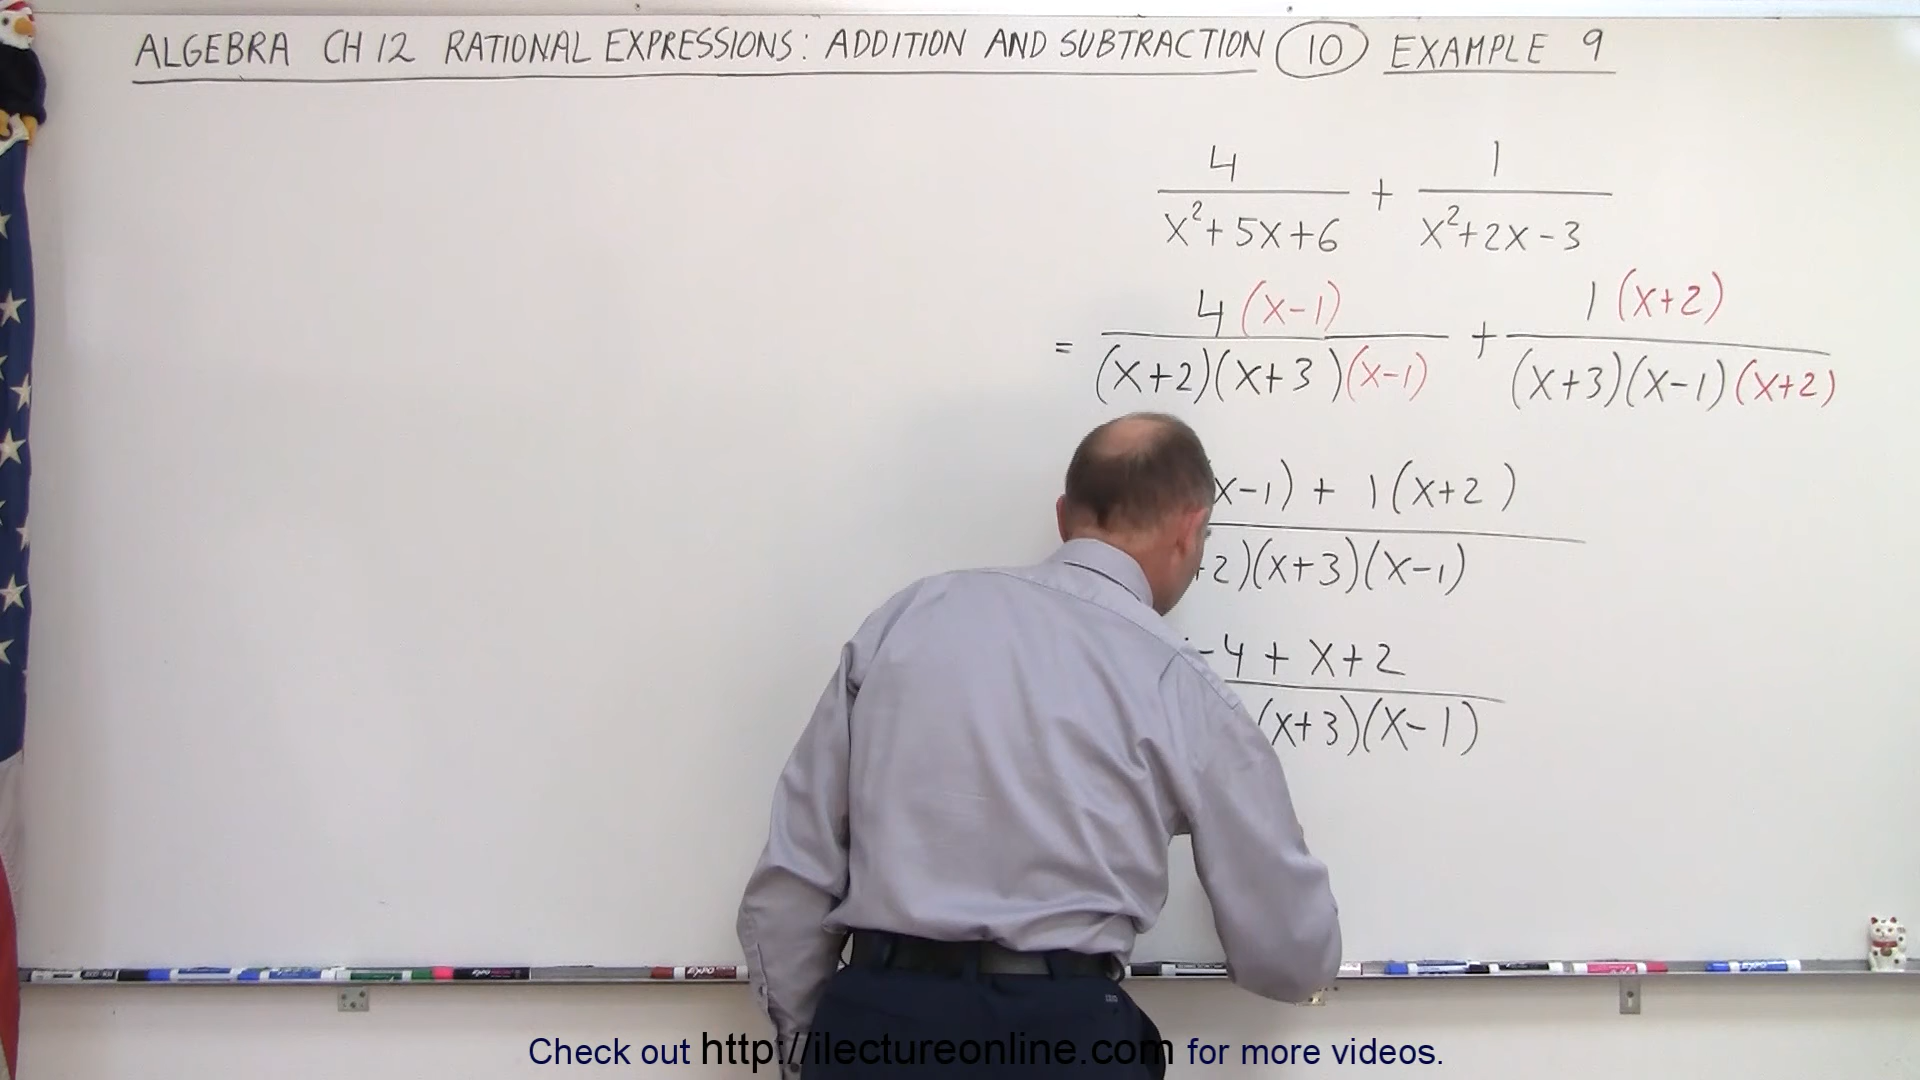 ALGEBRA CH 12 RATIONAL EXPRESSIONS: ADDITION AND SUBTRACTION 10 EXAMPLE 9
4 1
x²+5x+6 + x²+2x-3
4(x-1) 1(x+2)
= (x+2)(x+3)(x-1) + (x+3)(x-1)(x+2)
x-1) + 1(x+2)
2)(x+3)(x-1)
-4 + x+2
(x+3)(x-1)
Check out http://ilectureonline.com for more videos.